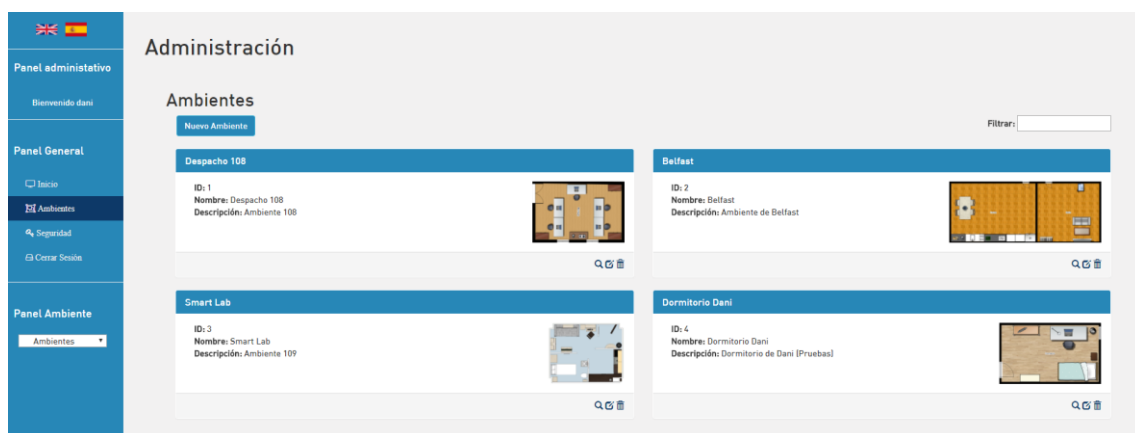 Administración
Panel administativo
Bienvenido dani
Panel General
Inicio
Ambientes
Seguridad
Cerrar Sesión
Panel Ambiente
Ambientes
Ambientes
Nuevo Ambiente
Filtrar:
Despacho 108
ID: 1
Nombre: Despacho 108
Descripción: Ambiente 108
Belfast
ID: 2
Nombre: Belfast
Descripción: Ambiente de Belfast
Smart Lab
ID: 3
Nombre: Smart Lab
Descripción: Ambiente 109
Dormitorio Dani
ID: 4
Nombre: Dormitorio Dani
Descripción: Dormitorio de Dani [Pruebas]